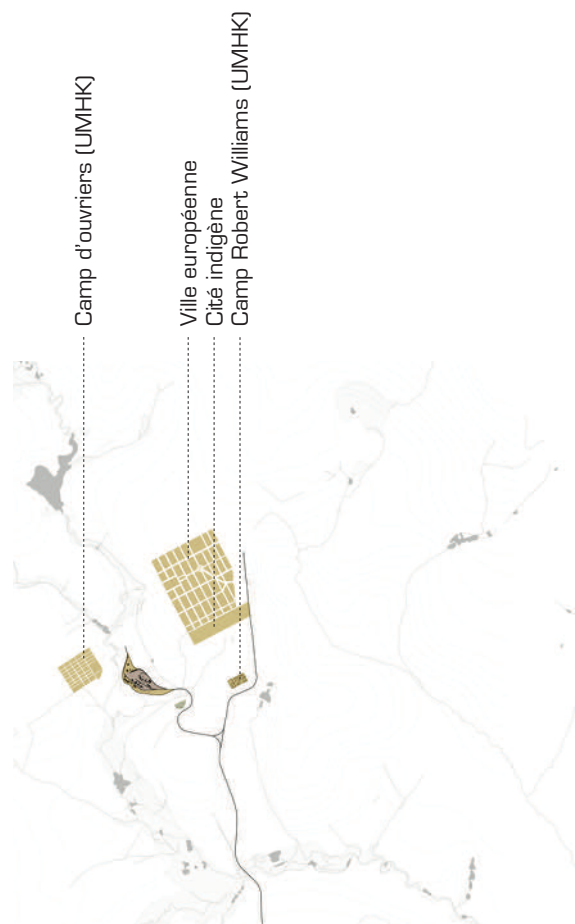 Camp d'ouvriers (UMHK)
Ville européenne
Cité indigène
Camp Robert Williams (UMHK)